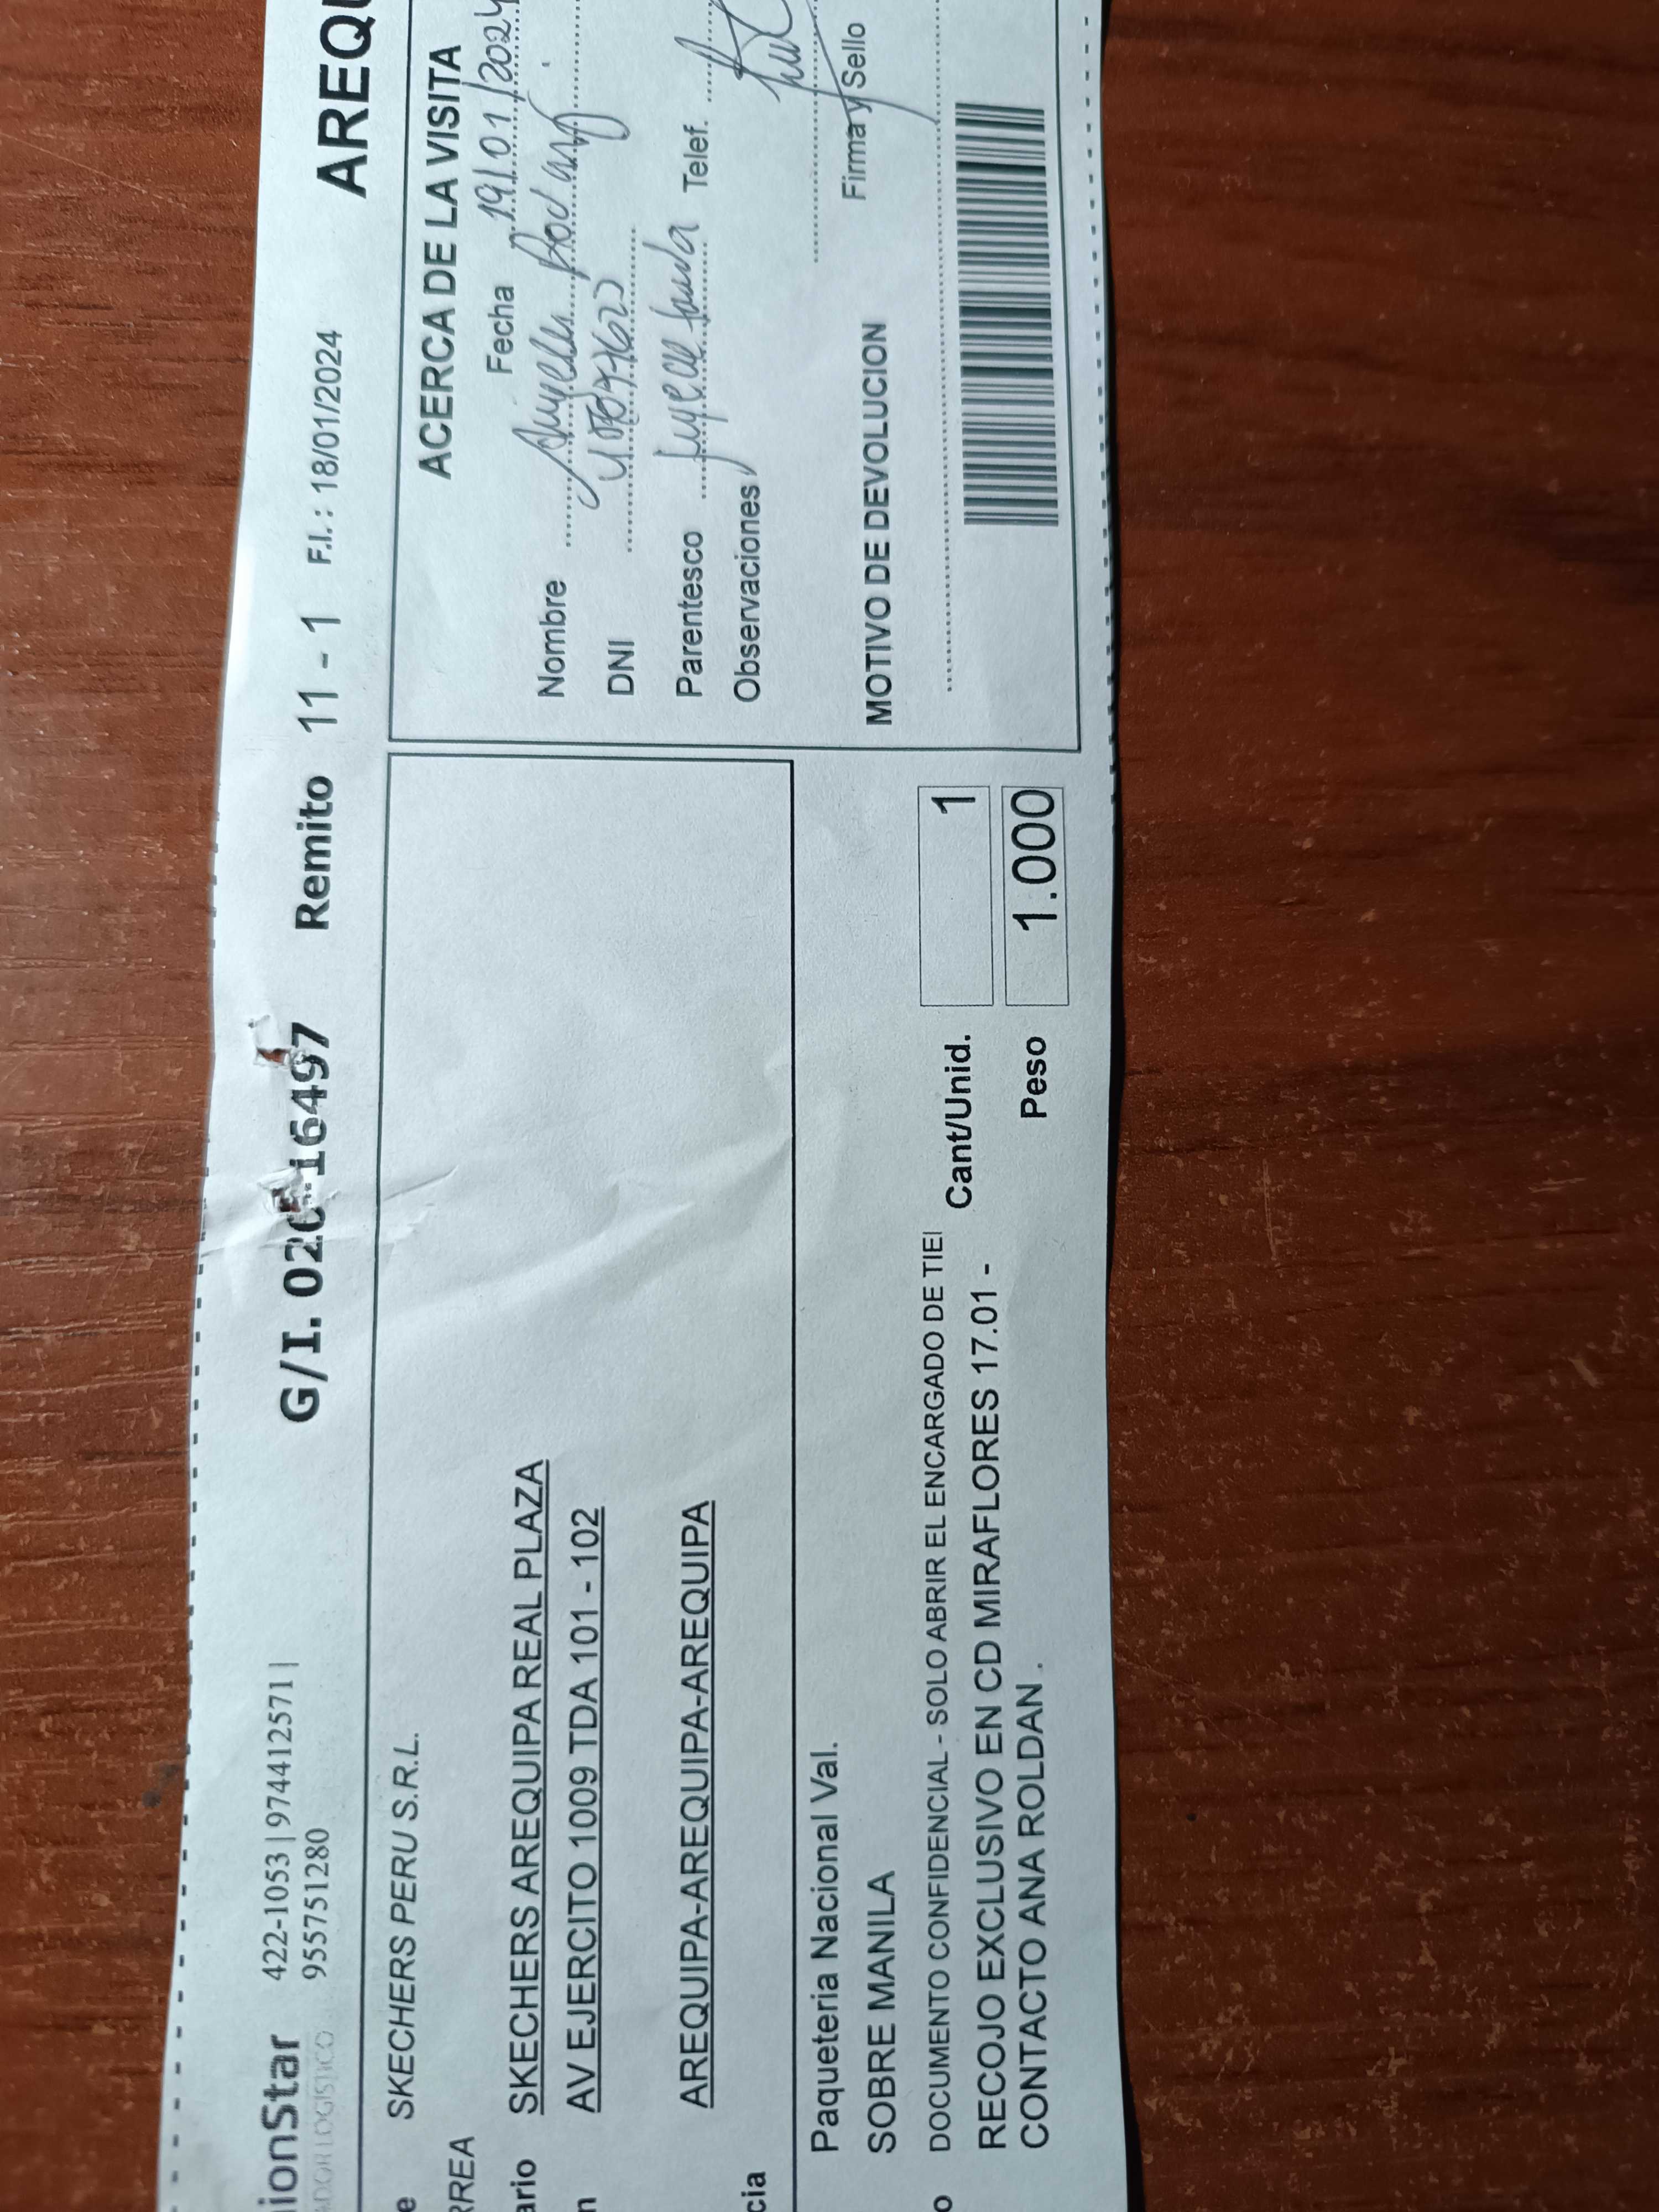 ionStar 422-1053 | 974412571 |
955751280
G/I. 020 16497 Remito 11 - 1 F.I.: 18/01/2024 AREQU
SKECHERS PERU S.R.L.
RREA
ario SKECHERS AREQUIPA REAL PLAZA
n AV EJERCITO 1009 TDA 101 - 102
AREQUIPA-AREQUIPA-AREQUIPA
cia
Paqueteria Nacional Val.
SOBRE MANILA
o DOCUMENTO CONFIDENCIAL - SOLO ABRIR EL ENCARGADO DE TIE
RECOJO EXCLUSIVO EN CD MIRAFLORES 17.01 -
CONTACTO ANA ROLDAN .
Cant/Unid. 1
Peso 1.000
ACERCA DE LA VISITA
Fecha 19/01/2024
Nombre
DNI
Parentesco Telef.
Observaciones
Firma y Sello
MOTIVO DE DEVOLUCION